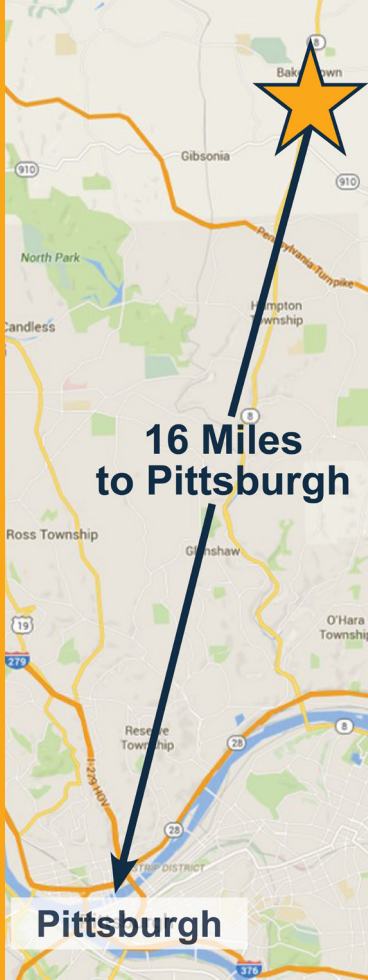 8
Gibsonia
910
910
Pennsylvania Turnpike
North Park
Hampton
Township
Candless
8
16 Miles
to Pittsburgh
Ross Township
Glenshaw
19
O'Hara
Township
279
8
Reserve
Township
28
I-279 HOV
28
STRIP DISTRICT
Pittsburgh
376